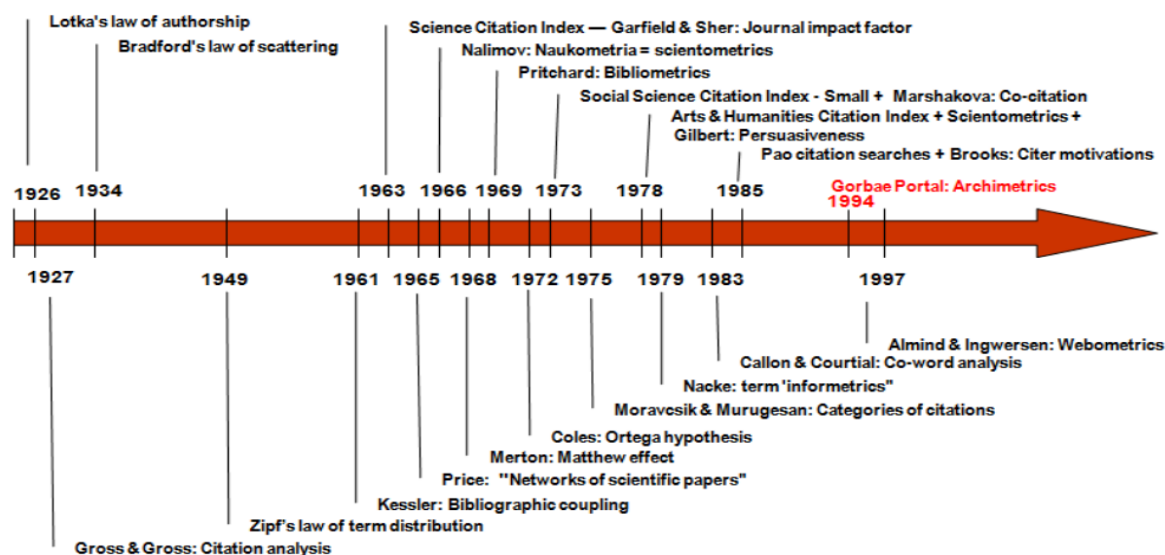 Lotka's law of authorship
Bradford's law of scattering
Science Citation Index — Garfield & Sher: Journal impact factor
Nalimov: Naukometria = scientometrics
Pritchard: Bibliometrics
Social Science Citation Index - Small + Marshakova: Co-citation
Arts & Humanities Citation Index + Scientometrics +
Gilbert: Persuasiveness
Pao citation searches + Brooks: Citer motivations
Gorbae Portal: Archimetrics
1926 1934 1963 1966 1969 1973 1978 1985 1994
1927 1949 1961 1965 1968 1972 1975 1979 1983 1997
Almind & Ingwersen: Webometrics
Callon & Courtial: Co-word analysis
Nacke: term 'informetrics"
Moravcsik & Murugesan: Categories of citations
Coles: Ortega hypothesis
Merton: Matthew effect
Price: "Networks of scientific papers"
Kessler: Bibliographic coupling
Zipf's law of term distribution
Gross & Gross: Citation analysis